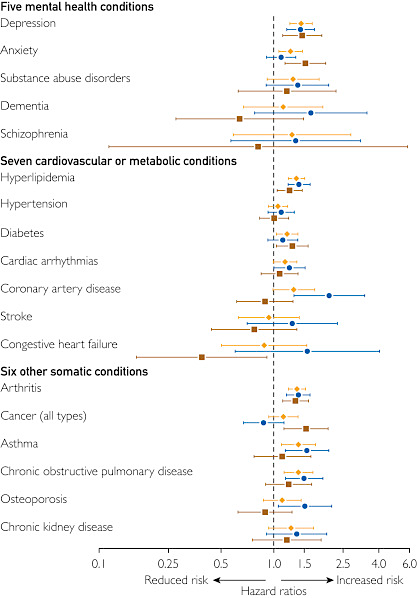 Five mental health conditions
Depression
Anxiety
Substance abuse disorders
Dementia
Schizophrenia
Seven cardiovascular or metabolic conditions
Hyperlipidemia
Hypertension
Diabetes
Cardiac arrhythmias
Coronary artery disease
Stroke
Congestive heart failure
Six other somatic conditions
Arthritis
Cancer (all types)
Asthma
Chronic obstructive pulmonary disease
Osteoporosis
Chronic kidney disease
0.1 0.25 0.5 1.0 1.5 2.5 4.0 6.0
Reduced risk Increased risk
Hazard ratios